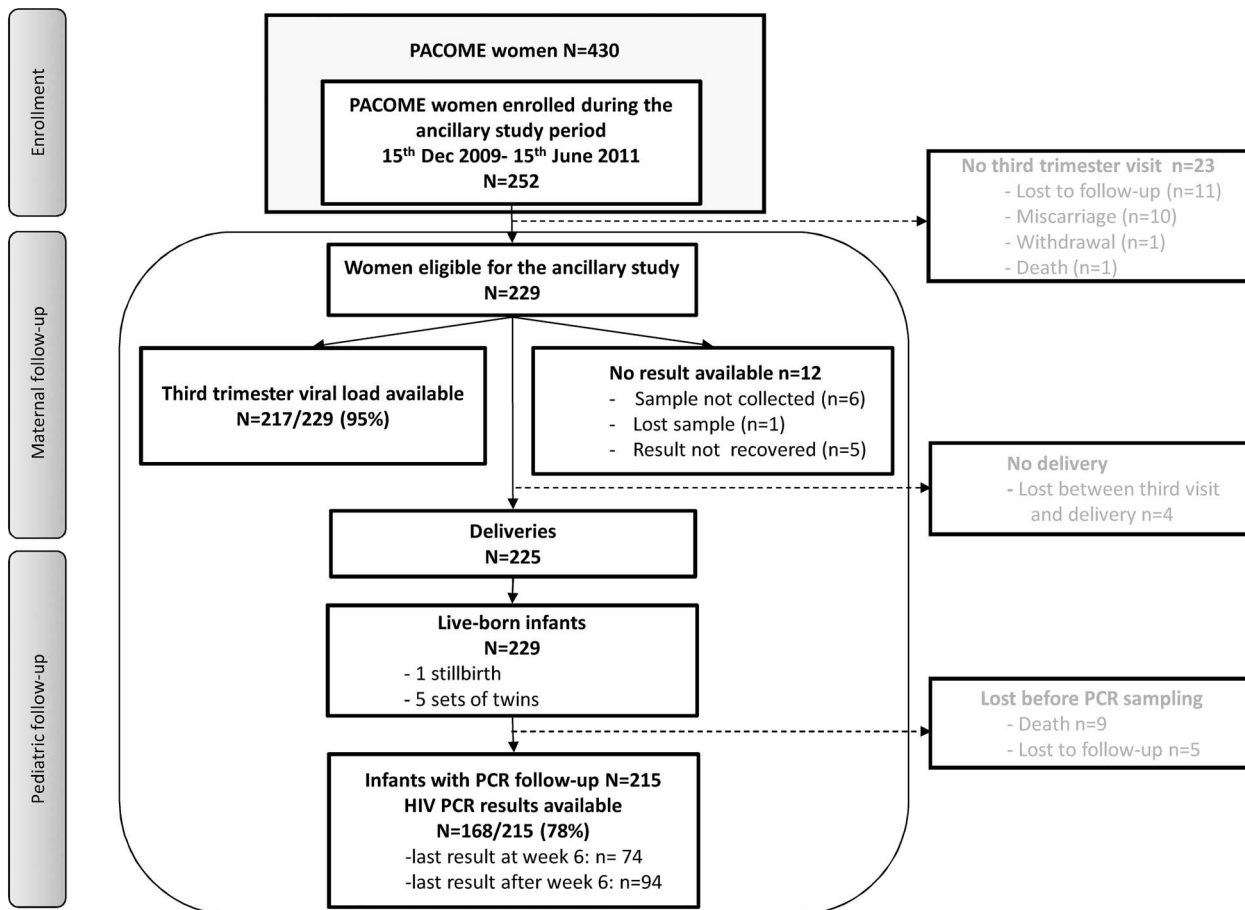 Enrollment
PACOME women N=430
PACOME women enrolled during the
ancillary study period
15th Dec 2009- 15th June 2011
N=252
No third trimester visit n=23
- Lost to follow-up (n=11)
- Miscarriage (n=10)
- Withdrawal (n=1)
- Death (n=1)
Maternal follow-up
Women eligible for the ancillary study
N=229
Third trimester viral load available
N=217/229 (95%)
No result available n=12
- Sample not collected (n=6)
- Lost sample (n=1)
- Result not recovered (n=5)
No delivery
- Lost between third visit
and delivery n=4
Deliveries
N=225
Pediatric follow-up
Live-born infants
N=229
- 1 stillbirth
- 5 sets of twins
Lost before PCR sampling
- Death n=9
- Lost to follow-up n=5
Infants with PCR follow-up N=215
HIV PCR results available
N=168/215 (78%)
-last result at week 6: n= 74
-last result after week 6: n=94